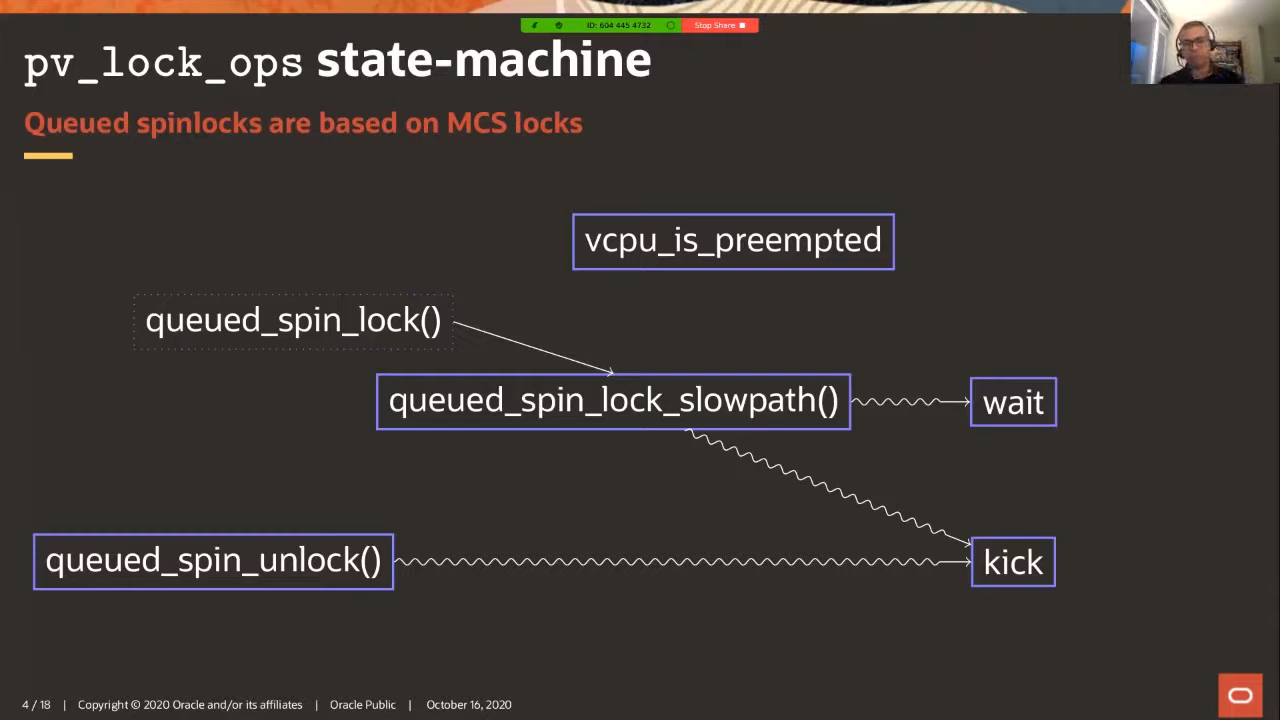 ID: 604 445 4732
Stop Share
pv_lock_ops state-machine
Queued spinlocks are based on MCS locks
vcpu_is_preempted
queued_spin_lock()
queued_spin_lock_slowpath()
wait
queued_spin_unlock()
kick
4 / 18 | Copyright © 2020 Oracle and/or its affiliates | Oracle Public | October 16, 2020